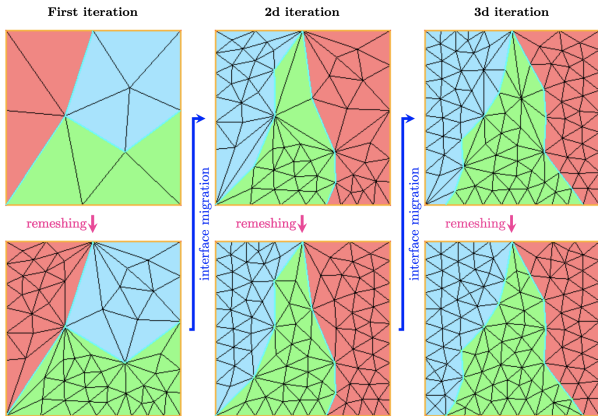 First iteration
2d iteration
3d iteration
remeshing
interface migration
remeshing
interface migration
remeshing